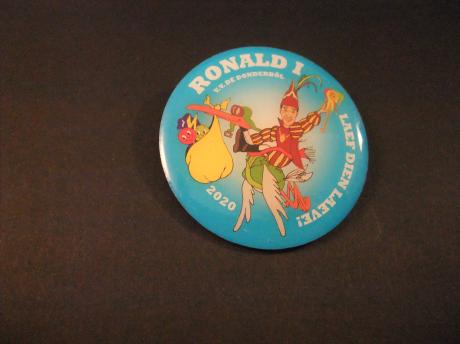 RONALD I
V.V. DE DONDERBÖL
LAEF DIEN LAEVE!
2020